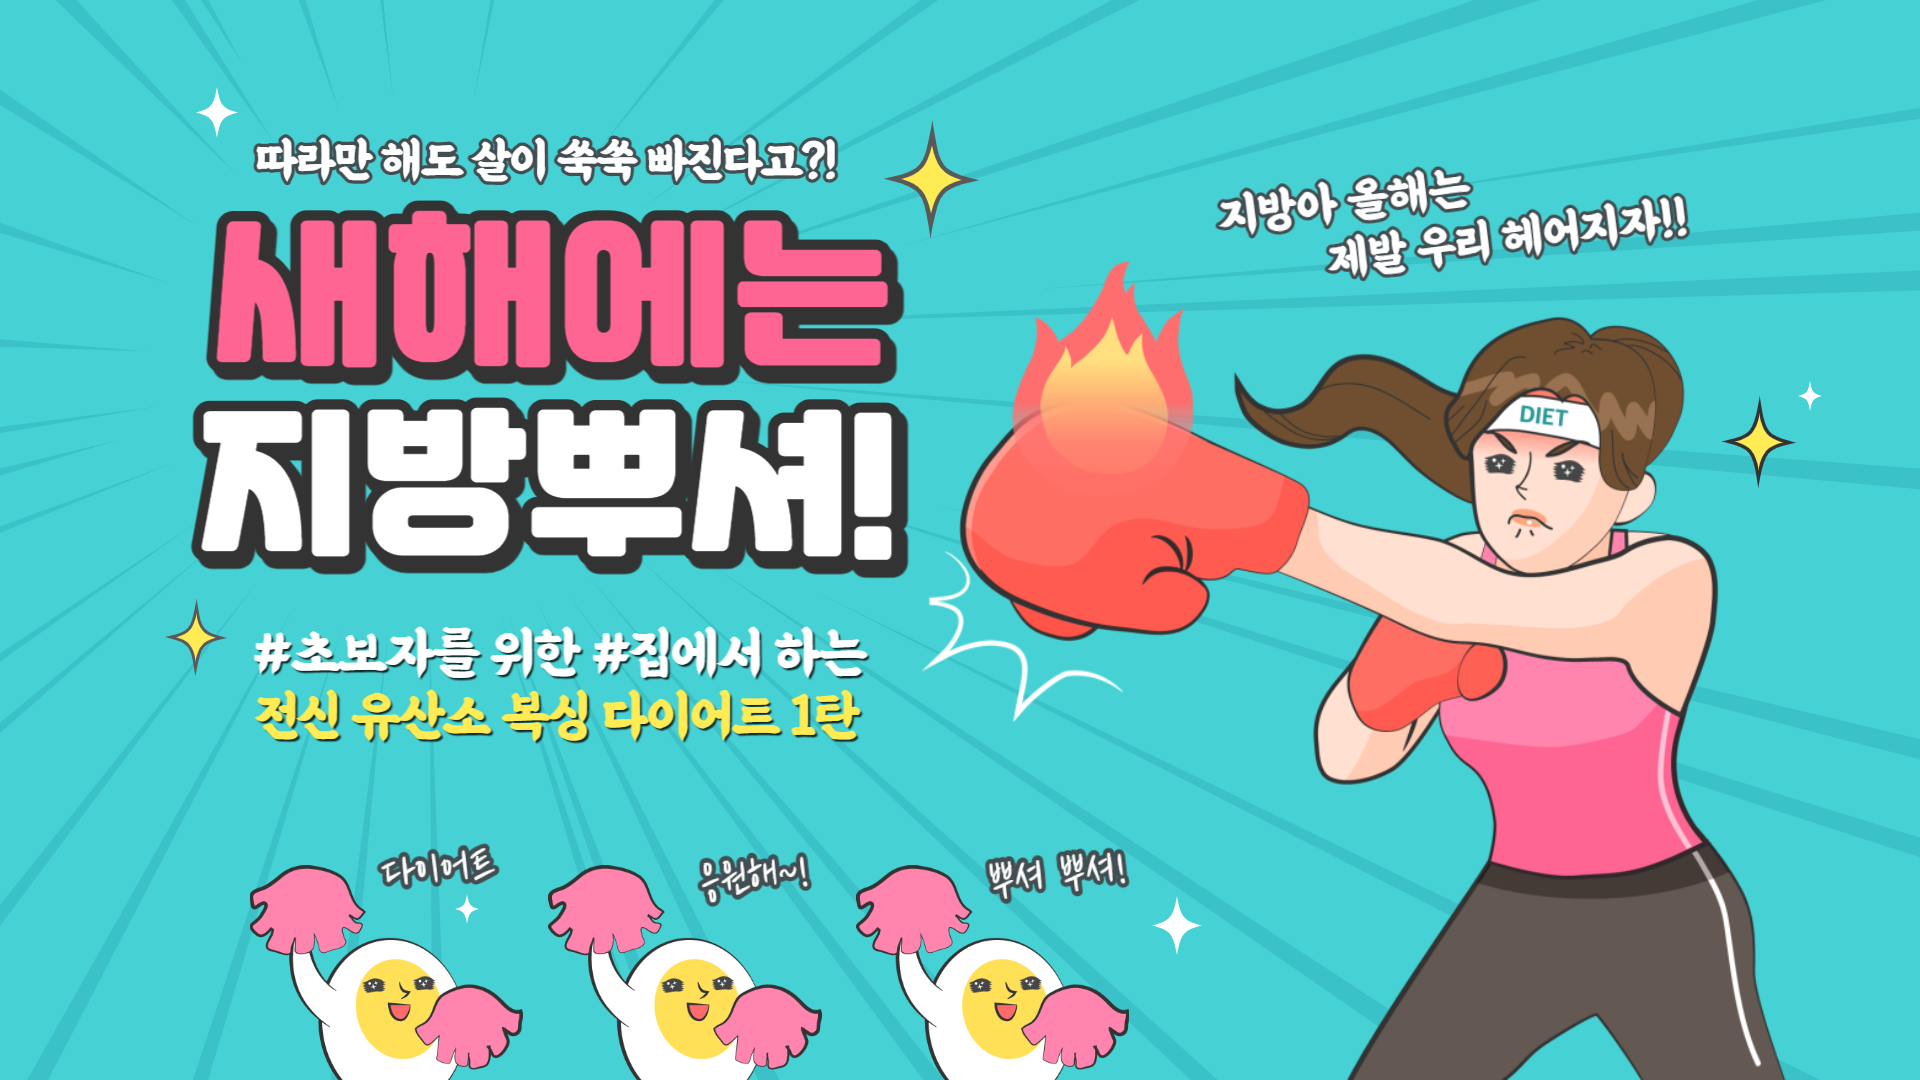 따라만 해도 살이 쑥쑥 빠진다고?!
새해에는
지방뿌셔!
#초보자를 위한 #집에서 하는
전신 유산소 복싱 다이어트 1탄
지방아 올해는
제발 우리 헤어지자!!
DIET
다이어트
응원해~!
뿌셔 뿌셔!